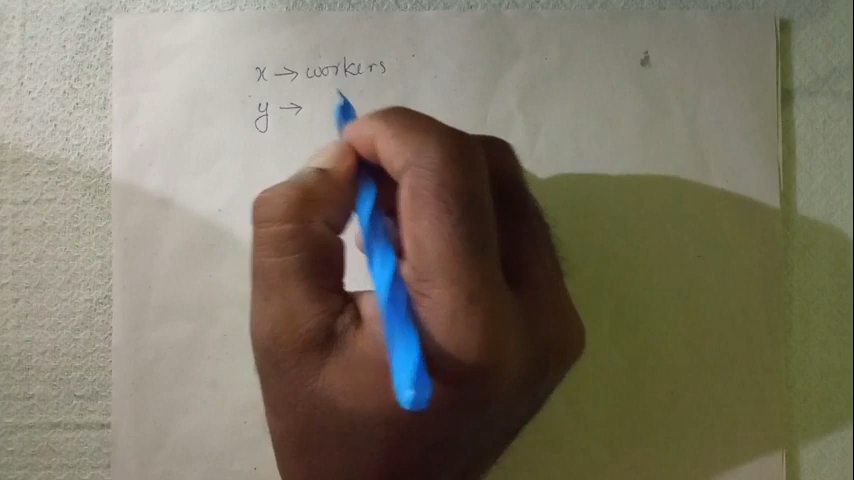 x → workers
y →